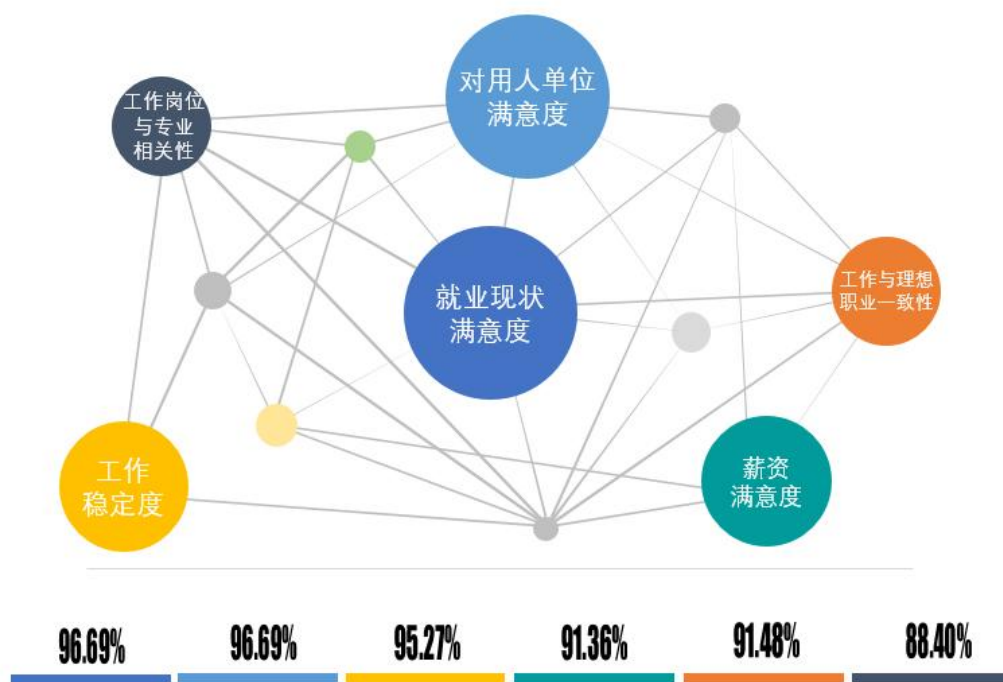 对用人单位
满意度
工作岗位
与专业
相关性
就业现状
满意度
工作与理想
职业一致性
工作
稳定度
薪资
满意度
96.69%
96.69%
95.27%
91.36%
91.48%
88.40%